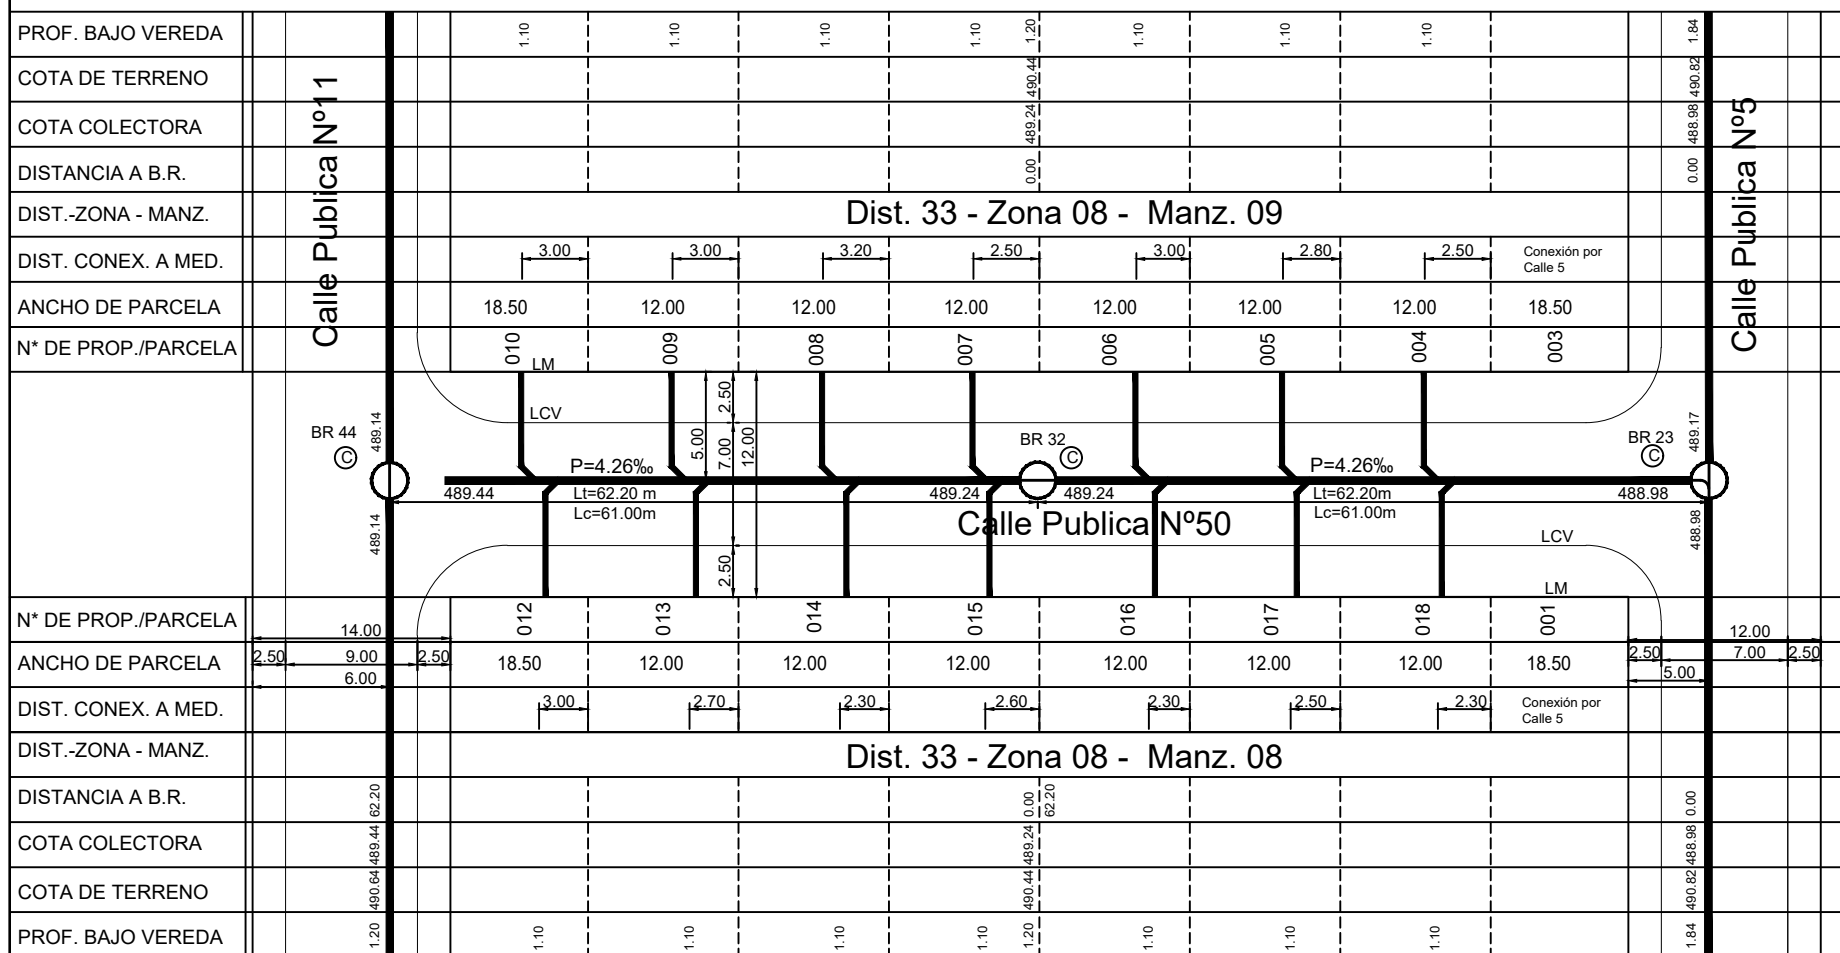 PROF. BAJO VEREDA 1.10 1.10 1.10 1.10 1.20 1.10 1.10 1.10 1.84
COTA DE TERRENO 490.44 490.82
COTA COLECTORA 489.24 488.98
DISTANCIA A B.R. 0.00 0.00
Calle Publica Nº11
Calle Publica Nº5
DIST.-ZONA - MANZ. Dist. 33 - Zona 08 - Manz. 09
DIST. CONEX. A MED. 3.00 3.00 3.20 2.50 3.00 2.80 2.50 Conexión por
Calle 5
ANCHO DE PARCELA 18.50 12.00 12.00 12.00 12.00 12.00 12.00 18.50
N* DE PROP./PARCELA 010 009 008 007 006 005 004 003
LM
LCV
2.50
5.00 7.00 12.00
BR 44 C 489.14
BR 32 C
BR 23 C 489.17
P=4.26‰ P=4.26‰
489.44 Lt=62.20 m 489.24 489.24 Lt=62.20m 488.98
Lc=61.00m Lc=61.00m
Calle Publica Nº50
489.14 488.98
LCV
2.50
LM
N* DE PROP./PARCELA 012 013 014 015 016 017 018 001
14.00 12.00
ANCHO DE PARCELA 2.50 9.00 2.50 18.50 12.00 12.00 12.00 12.00 12.00 12.00 18.50 2.50 7.00 2.50
6.00 5.00
DIST. CONEX. A MED. 3.00 2.70 2.30 2.60 2.30 2.50 2.30 Conexión por
Calle 5
DIST.-ZONA - MANZ. Dist. 33 - Zona 08 - Manz. 08
DISTANCIA A B.R. 62.20 0.00 62.20 0.00
COTA COLECTORA 489.44 489.24 488.98
COTA DE TERRENO 490.64 490.44 490.82
PROF. BAJO VEREDA 1.20 1.10 1.10 1.10 1.10 1.20 1.10 1.10 1.10 1.84